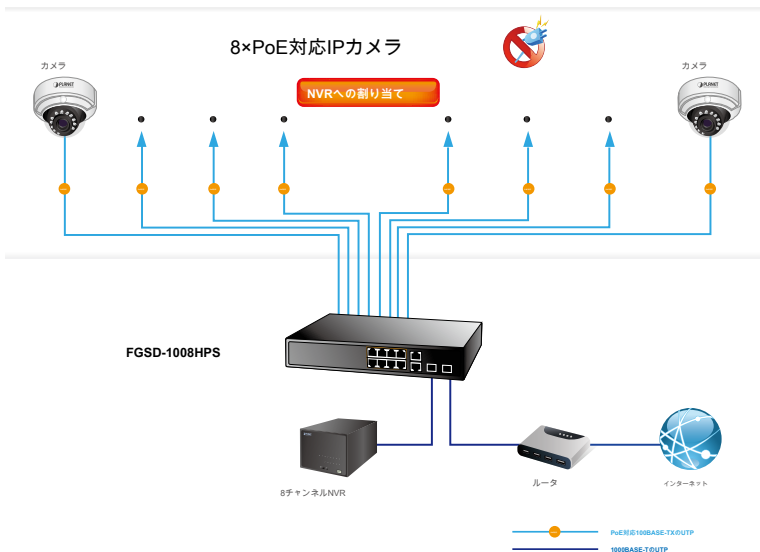 8×PoE対応IPカメラ
カメラ
カメラ
PLANET
PLANET
NVRへの割り当て
FGSD-1008HPS
8チャンネルNVR
ルータ
インターネット
PoE対応100BASE-TXのUTP
1000BASE-TのUTP